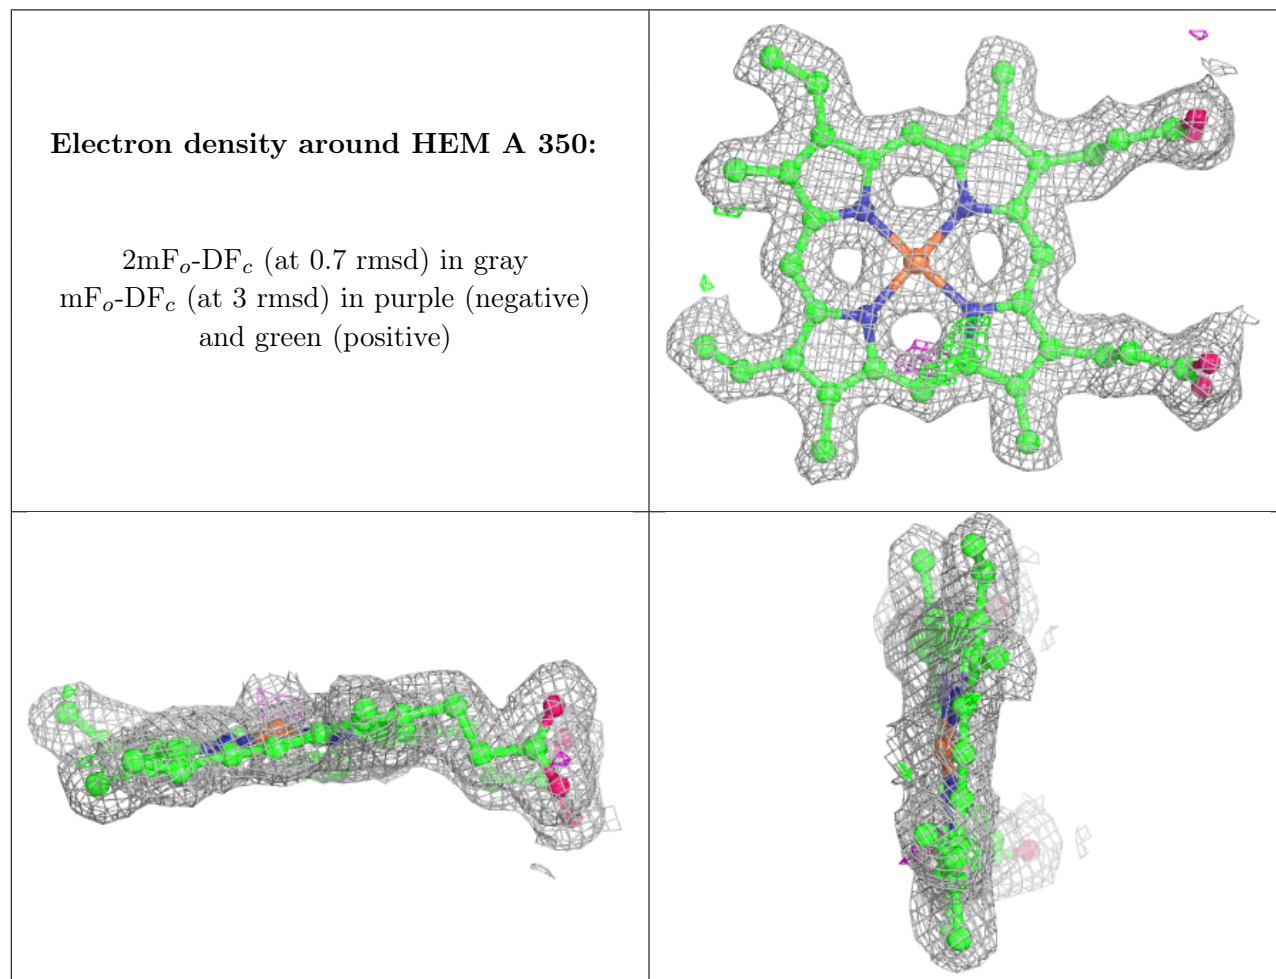 Electron density around HEM A 350:
2mFₒ-DF𝒸 (at 0.7 rmsd) in gray
mFₒ-DF𝒸 (at 3 rmsd) in purple (negative)
and green (positive)